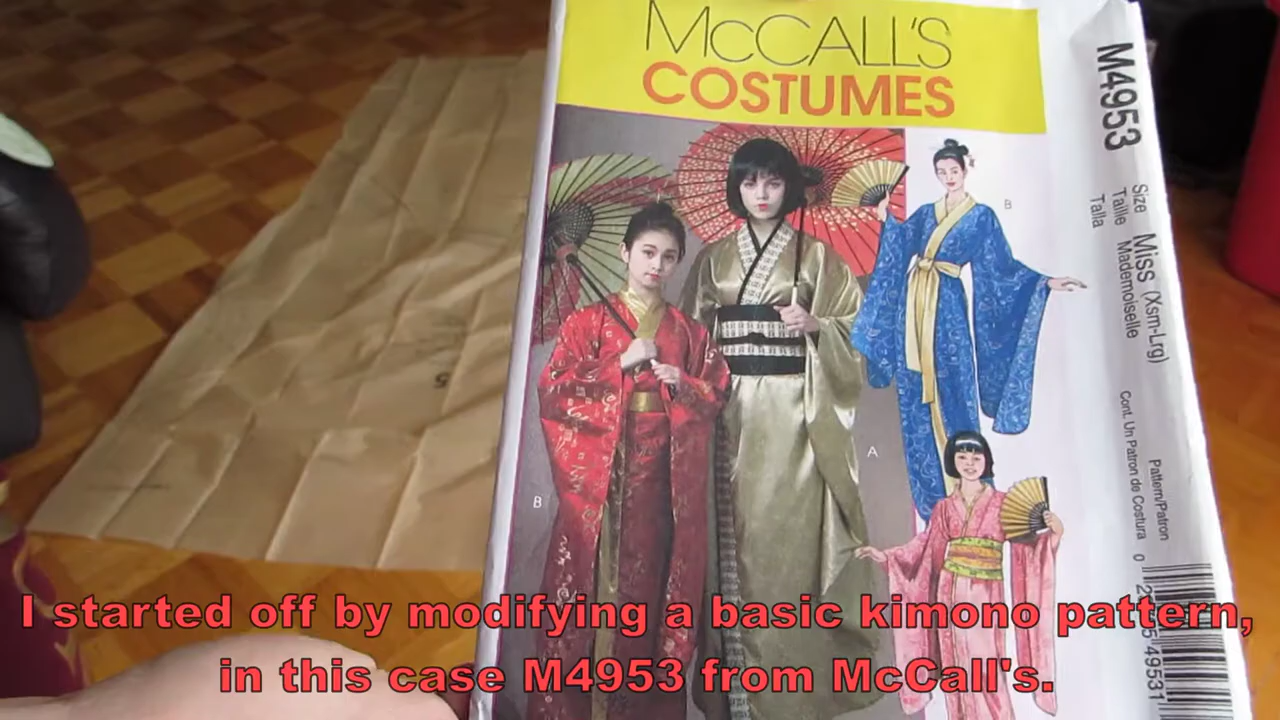 McCALL'S
COSTUMES
M4953
Size Miss (Xsm-Lrg)
Taille Mademoiselle
Talla
Pattern/Patron
Cont. Un Patron de Costura
B
A
B
5
I started off by modifying a basic kimono pattern,
in this case M4953 from McCall's.